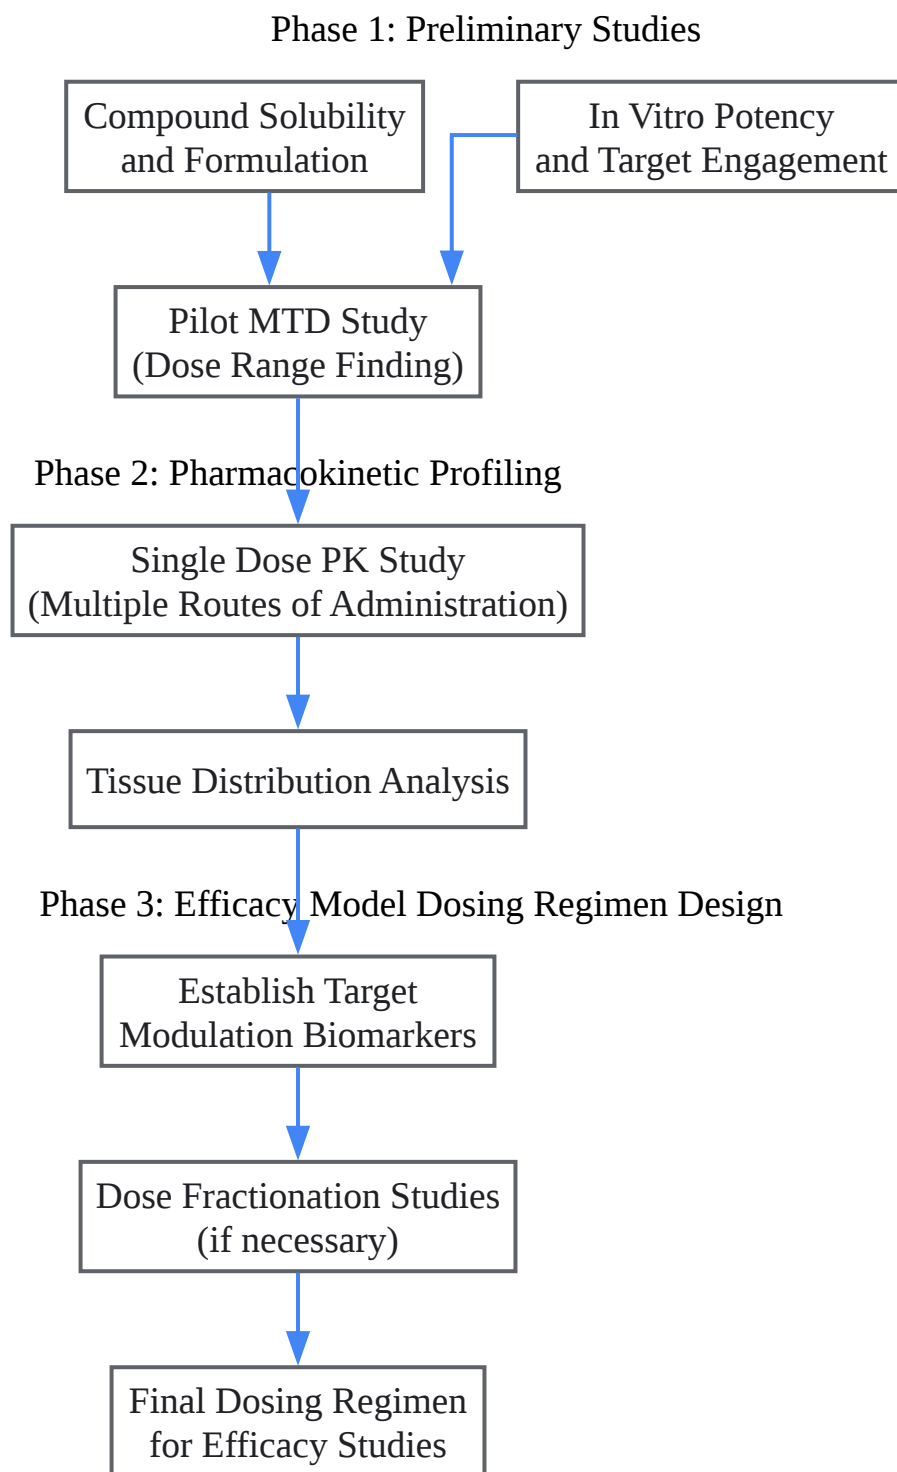 Phase 1: Preliminary Studies
Compound Solubility
and Formulation
In Vitro Potency
and Target Engagement
Pilot MTD Study
(Dose Range Finding)
Phase 2: Pharmacokinetic Profiling
Single Dose PK Study
(Multiple Routes of Administration)
Tissue Distribution Analysis
Phase 3: Efficacy Model Dosing Regimen Design
Establish Target
Modulation Biomarkers
Dose Fractionation Studies
(if necessary)
Final Dosing Regimen
for Efficacy Studies